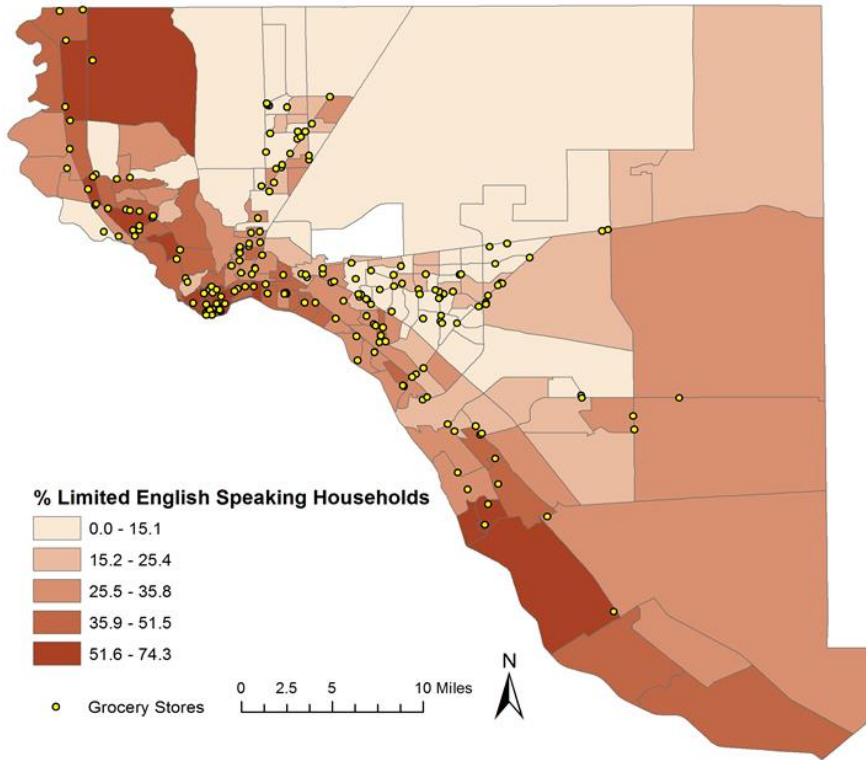 % Limited English Speaking Households
0.0 - 15.1
15.2 - 25.4
25.5 - 35.8
35.9 - 51.5
51.6 - 74.3
Grocery Stores
0 2.5 5 10 Miles
N